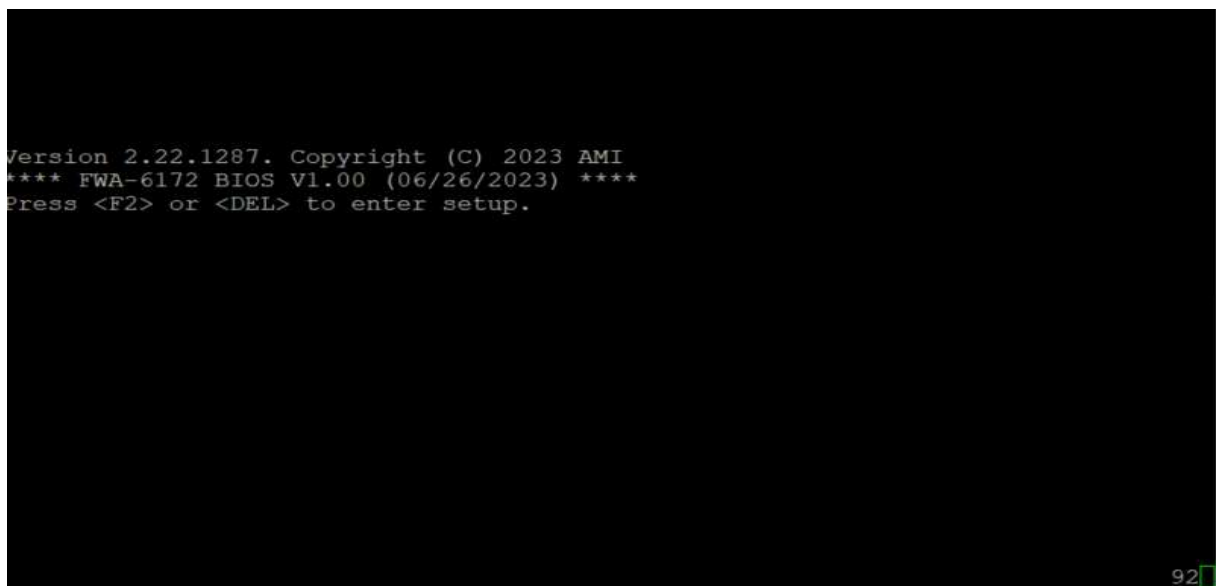 Version 2.22.1287. Copyright (C) 2023 AMI
**** FWA-6172 BIOS V1.00 (06/26/2023) ****
Press <F2> or <DEL> to enter setup.
92